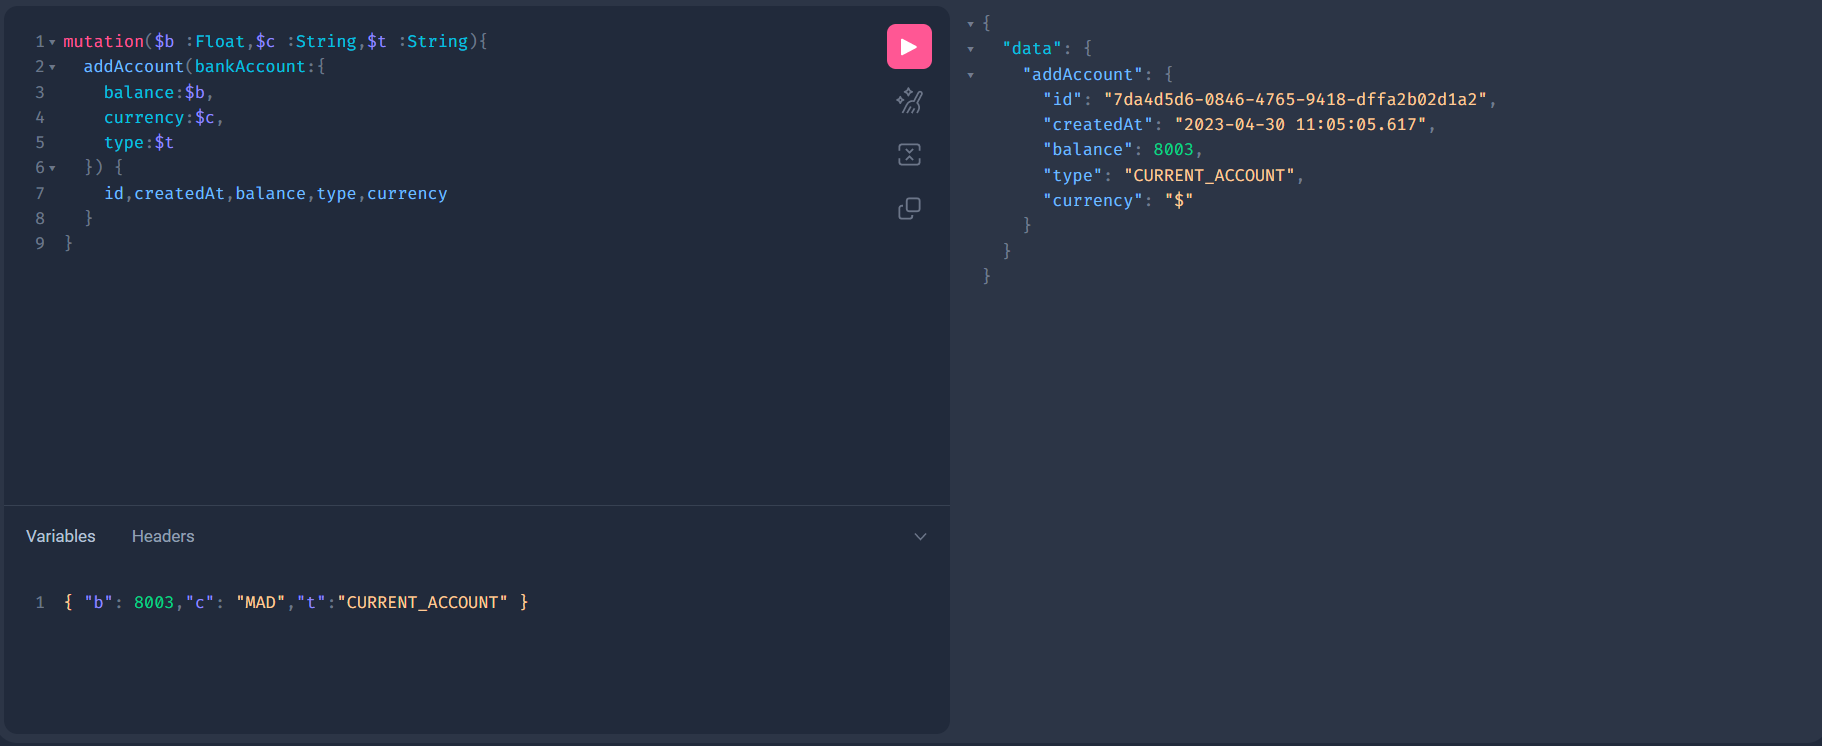 1 mutation($b :Float,$c :String,$t :String){
2 addAccount(bankAccount:{
3 balance:$b,
4 currency:$c,
5 type:$t
6 }) {
7 id,createdAt,balance,type,currency
8 }
9 }
Variables Headers
1 { "b": 8003,"c": "MAD","t":"CURRENT_ACCOUNT" }
{
"data": {
"addAccount": {
"id": "7da4d5d6-0846-4765-9418-dffa2b02d1a2",
"createdAt": "2023-04-30 11:05:05.617",
"balance": 8003,
"type": "CURRENT_ACCOUNT",
"currency": "$"
}
}
}